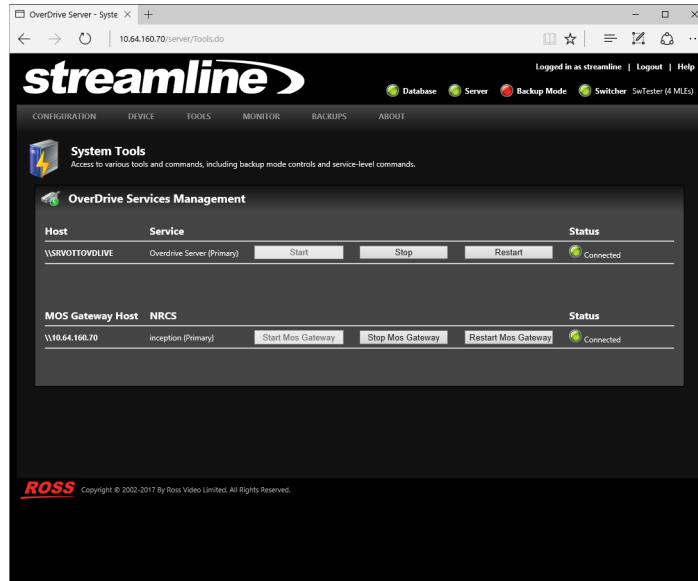 OverDrive Server - Syste
10.64.160.70/server/Tools.do
streamline
Logged in as streamline | Logout | Help
Database Server Backup Mode Switcher SwTester (4 MLEs)
CONFIGURATION DEVICE TOOLS MONITOR BACKUPS ABOUT
System Tools
Access to various tools and commands, including backup mode controls and service-level commands.
OverDrive Services Management
Host Service Status
\\SRVOTTOVDLIVE Overdrive Server (Primary) Start Stop Restart Connected
MOS Gateway Host NRCS Status
\\10.64.160.70 inception (Primary) Start Mos Gateway Stop Mos Gateway Restart Mos Gateway Connected
ROSS Copyright © 2002-2017 By Ross Video Limited. All Rights Reserved.